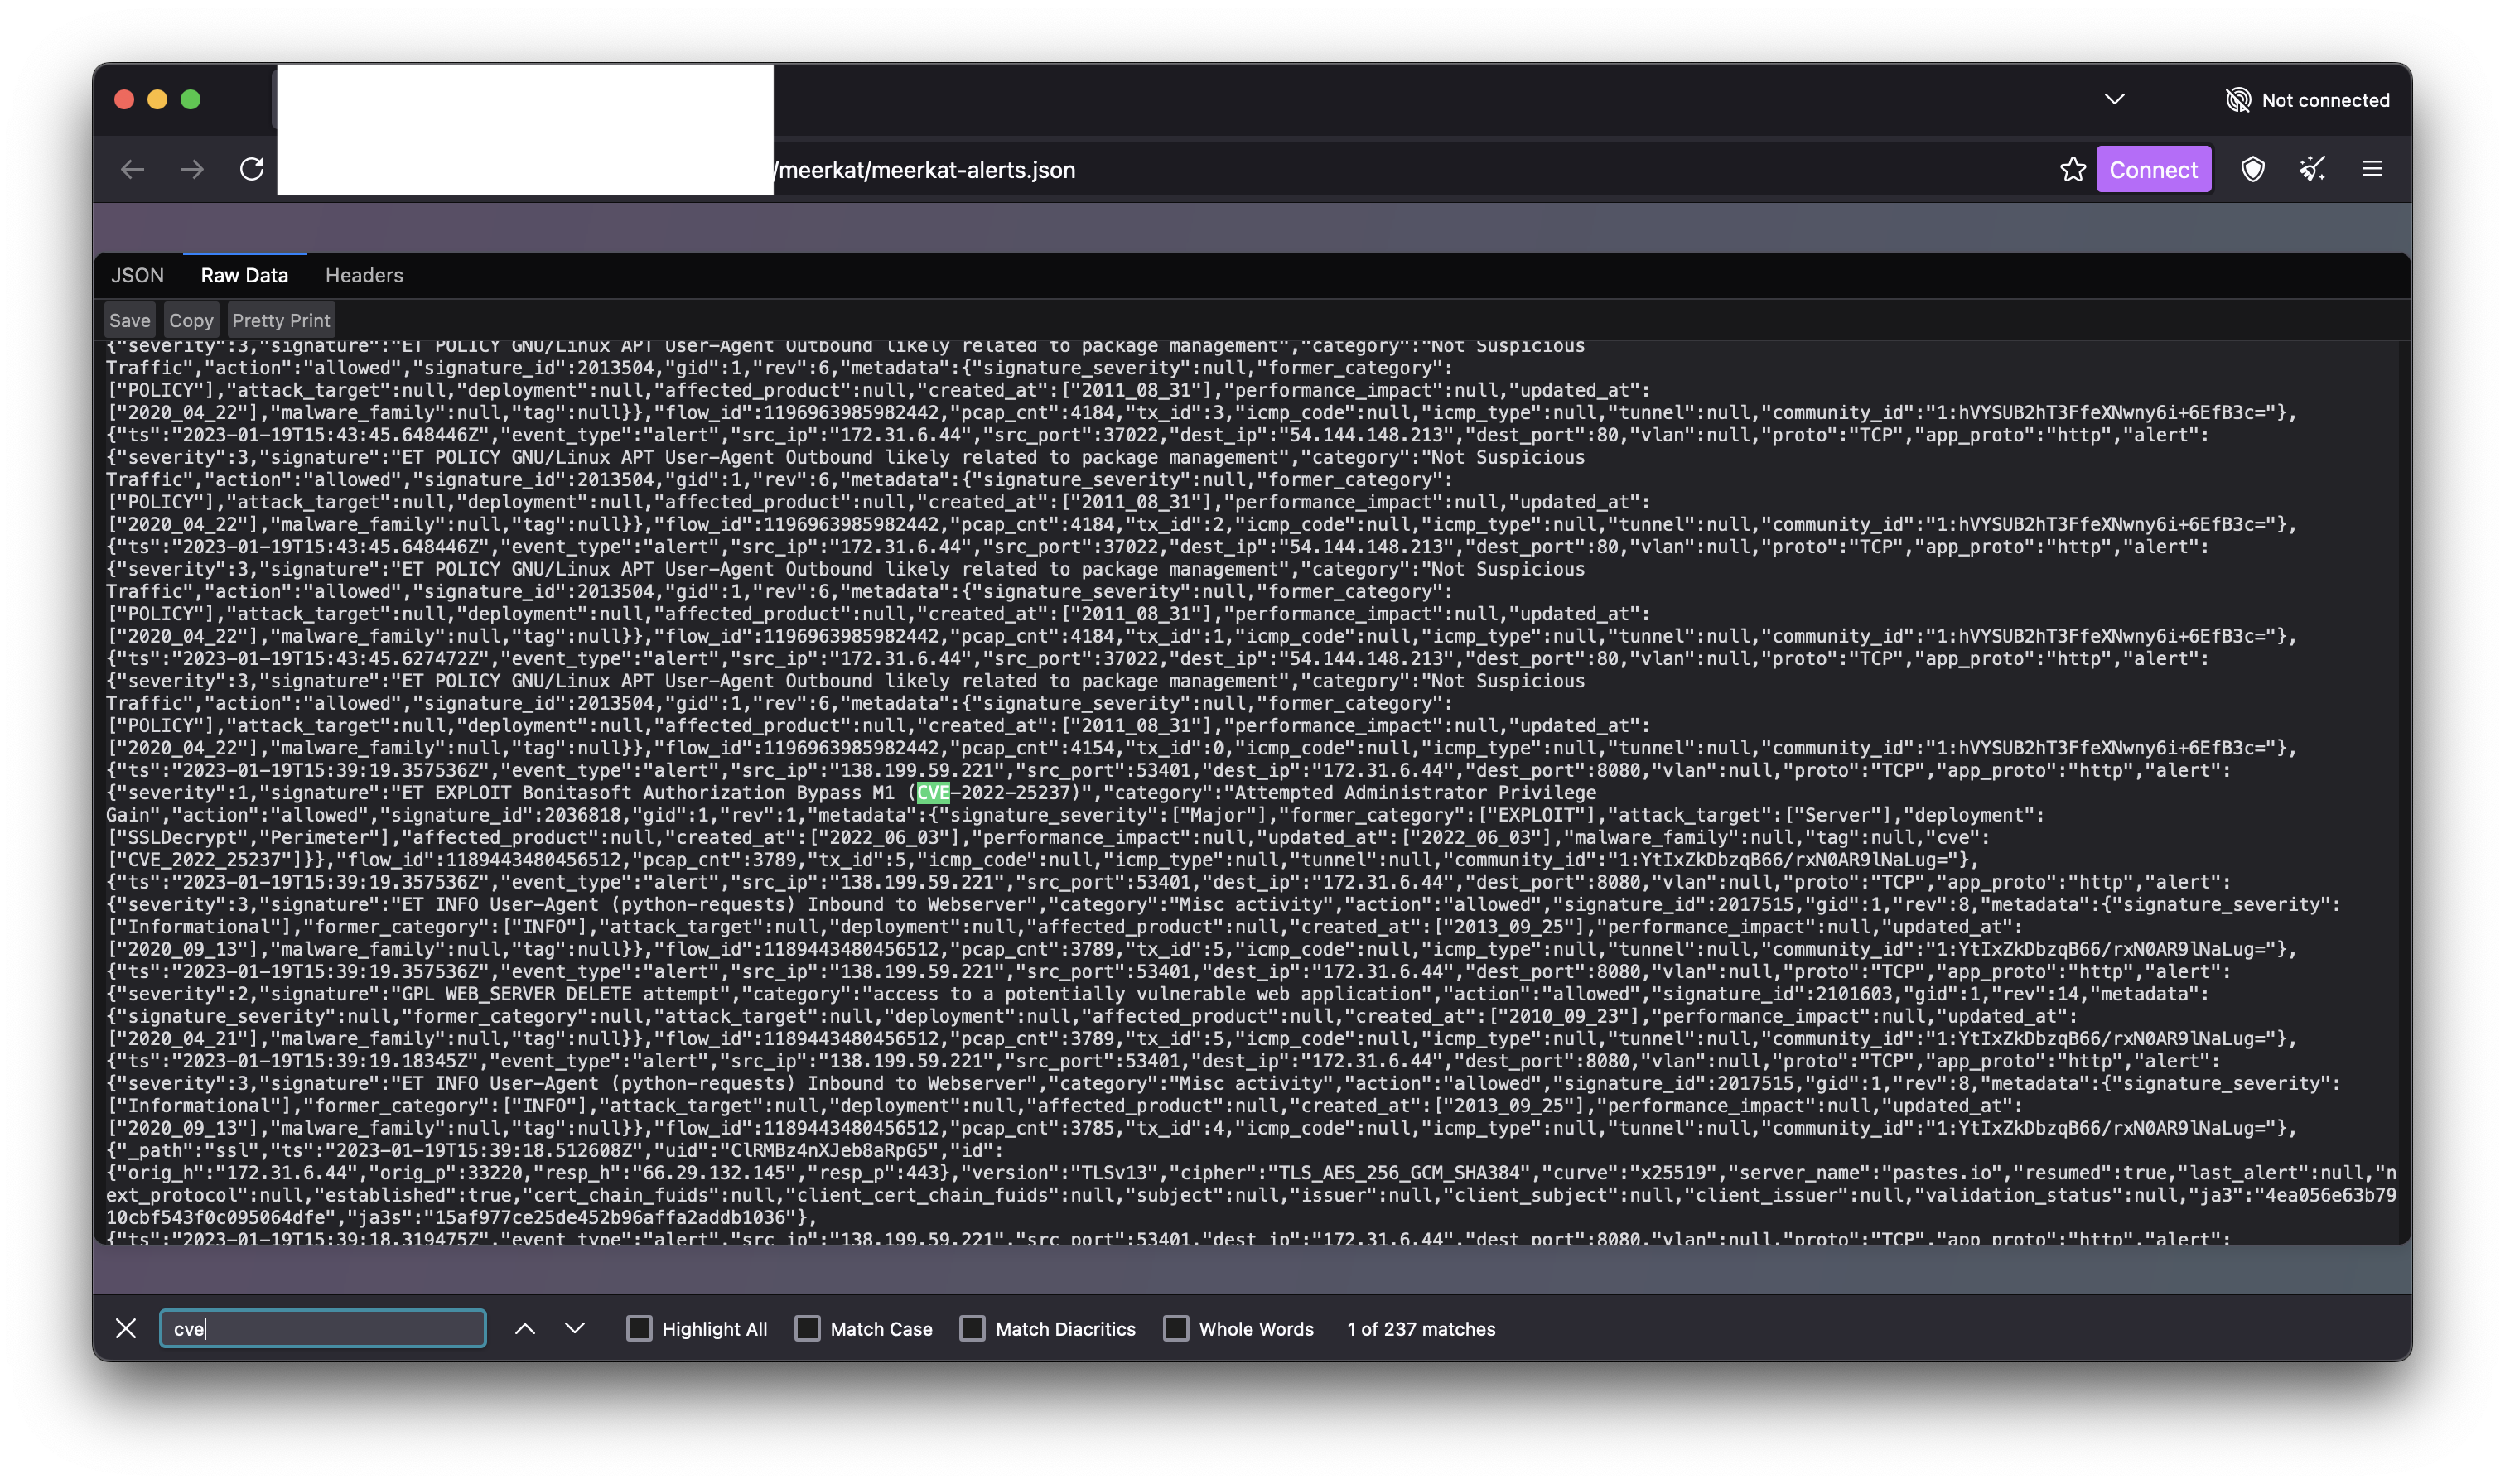 Not connected
/meerkat/meerkat-alerts.json
Connect
JSON Raw Data Headers
Save Copy Pretty Print
{"severity":3,"signature":"ET POLICY GNU/Linux APT User-Agent Outbound likely related to package management","category":"Not Suspicious
Traffic","action":"allowed","signature_id":2013504,"gid":1,"rev":6,"metadata":{"signature_severity":null,"former_category":
["POLICY"],"attack_target":null,"deployment":null,"affected_product":null,"created_at":["2011_08_31"],"performance_impact":null,"updated_at":
["2020_04_22"],"malware_family":null,"tag":null}},"flow_id":1196963985982442,"pcap_cnt":4184,"tx_id":3,"icmp_code":null,"icmp_type":null,"tunnel":null,"community_id":"1:hVYSUB2hT3FfeXNwny6i+6EfB3c="},
{"ts":"2023-01-19T15:43:45.648446Z","event_type":"alert","src_ip":"172.31.6.44","src_port":37022,"dest_ip":"54.144.148.213","dest_port":80,"vlan":null,"proto":"TCP","app_proto":"http","alert":
{"severity":3,"signature":"ET POLICY GNU/Linux APT User-Agent Outbound likely related to package management","category":"Not Suspicious
Traffic","action":"allowed","signature_id":2013504,"gid":1,"rev":6,"metadata":{"signature_severity":null,"former_category":
["POLICY"],"attack_target":null,"deployment":null,"affected_product":null,"created_at":["2011_08_31"],"performance_impact":null,"updated_at":
["2020_04_22"],"malware_family":null,"tag":null}},"flow_id":1196963985982442,"pcap_cnt":4184,"tx_id":2,"icmp_code":null,"icmp_type":null,"tunnel":null,"community_id":"1:hVYSUB2hT3FfeXNwny6i+6EfB3c="},
{"ts":"2023-01-19T15:43:45.648446Z","event_type":"alert","src_ip":"172.31.6.44","src_port":37022,"dest_ip":"54.144.148.213","dest_port":80,"vlan":null,"proto":"TCP","app_proto":"http","alert":
{"severity":3,"signature":"ET POLICY GNU/Linux APT User-Agent Outbound likely related to package management","category":"Not Suspicious
Traffic","action":"allowed","signature_id":2013504,"gid":1,"rev":6,"metadata":{"signature_severity":null,"former_category":
["POLICY"],"attack_target":null,"deployment":null,"affected_product":null,"created_at":["2011_08_31"],"performance_impact":null,"updated_at":
["2020_04_22"],"malware_family":null,"tag":null}},"flow_id":1196963985982442,"pcap_cnt":4184,"tx_id":1,"icmp_code":null,"icmp_type":null,"tunnel":null,"community_id":"1:hVYSUB2hT3FfeXNwny6i+6EfB3c="},
{"ts":"2023-01-19T15:43:45.627472Z","event_type":"alert","src_ip":"172.31.6.44","src_port":37022,"dest_ip":"54.144.148.213","dest_port":80,"vlan":null,"proto":"TCP","app_proto":"http","alert":
{"severity":3,"signature":"ET POLICY GNU/Linux APT User-Agent Outbound likely related to package management","category":"Not Suspicious
Traffic","action":"allowed","signature_id":2013504,"gid":1,"rev":6,"metadata":{"signature_severity":null,"former_category":
["POLICY"],"attack_target":null,"deployment":null,"affected_product":null,"created_at":["2011_08_31"],"performance_impact":null,"updated_at":
["2020_04_22"],"malware_family":null,"tag":null}},"flow_id":1196963985982442,"pcap_cnt":4154,"tx_id":0,"icmp_code":null,"icmp_type":null,"tunnel":null,"community_id":"1:hVYSUB2hT3FfeXNwny6i+6EfB3c="},
{"ts":"2023-01-19T15:39:19.357536Z","event_type":"alert","src_ip":"138.199.59.221","src_port":53401,"dest_ip":"172.31.6.44","dest_port":8080,"vlan":null,"proto":"TCP","app_proto":"http","alert":
{"severity":1,"signature":"ET EXPLOIT Bonitasoft Authorization Bypass M1 (CVE-2022-25237)","category":"Attempted Administrator Privilege
Gain","action":"allowed","signature_id":2036818,"gid":1,"rev":1,"metadata":{"signature_severity":["Major"],"former_category":["EXPLOIT"],"attack_target":["Server"],"deployment":
["SSLDecrypt","Perimeter"],"affected_product":null,"created_at":["2022_06_03"],"performance_impact":null,"updated_at":["2022_06_03"],"malware_family":null,"tag":null,"cve":
["CVE_2022_25237"]}},"flow_id":1189443480456512,"pcap_cnt":3789,"tx_id":5,"icmp_code":null,"icmp_type":null,"tunnel":null,"community_id":"1:YtIxZkDbzqB66/rxN0AR9lNaLug="},
{"ts":"2023-01-19T15:39:19.357536Z","event_type":"alert","src_ip":"138.199.59.221","src_port":53401,"dest_ip":"172.31.6.44","dest_port":8080,"vlan":null,"proto":"TCP","app_proto":"http","alert":
{"severity":3,"signature":"ET INFO User-Agent (python-requests) Inbound to Webserver","category":"Misc activity","action":"allowed","signature_id":2017515,"gid":1,"rev":8,"metadata":{"signature_severity":
["Informational"],"former_category":["INFO"],"attack_target":null,"deployment":null,"affected_product":null,"created_at":["2013_09_25"],"performance_impact":null,"updated_at":
["2020_09_13"],"malware_family":null,"tag":null}},"flow_id":1189443480456512,"pcap_cnt":3789,"tx_id":5,"icmp_code":null,"icmp_type":null,"tunnel":null,"community_id":"1:YtIxZkDbzqB66/rxN0AR9lNaLug="},
{"ts":"2023-01-19T15:39:19.357536Z","event_type":"alert","src_ip":"138.199.59.221","src_port":53401,"dest_ip":"172.31.6.44","dest_port":8080,"vlan":null,"proto":"TCP","app_proto":"http","alert":
{"severity":2,"signature":"GPL WEB_SERVER DELETE attempt","category":"access to a potentially vulnerable web application","action":"allowed","signature_id":2101603,"gid":1,"rev":14,"metadata":
{"signature_severity":null,"former_category":null,"attack_target":null,"deployment":null,"affected_product":null,"created_at":["2010_09_23"],"performance_impact":null,"updated_at":
["2020_04_21"],"malware_family":null,"tag":null}},"flow_id":1189443480456512,"pcap_cnt":3789,"tx_id":5,"icmp_code":null,"icmp_type":null,"tunnel":null,"community_id":"1:YtIxZkDbzqB66/rxN0AR9lNaLug="},
{"ts":"2023-01-19T15:39:19.18345Z","event_type":"alert","src_ip":"138.199.59.221","src_port":53401,"dest_ip":"172.31.6.44","dest_port":8080,"vlan":null,"proto":"TCP","app_proto":"http","alert":
{"severity":3,"signature":"ET INFO User-Agent (python-requests) Inbound to Webserver","category":"Misc activity","action":"allowed","signature_id":2017515,"gid":1,"rev":8,"metadata":{"signature_severity":
["Informational"],"former_category":["INFO"],"attack_target":null,"deployment":null,"affected_product":null,"created_at":["2013_09_25"],"performance_impact":null,"updated_at":
["2020_09_13"],"malware_family":null,"tag":null}},"flow_id":1189443480456512,"pcap_cnt":3785,"tx_id":4,"icmp_code":null,"icmp_type":null,"tunnel":null,"community_id":"1:YtIxZkDbzqB66/rxN0AR9lNaLug="},
{"_path":"ssl","ts":"2023-01-19T15:39:18.512608Z","uid":"ClRMBz4nXJeb8aRpG5","id":
{"orig_h":"172.31.6.44","orig_p":33220,"resp_h":"66.29.132.145","resp_p":443},"version":"TLSv13","cipher":"TLS_AES_256_GCM_SHA384","curve":"x25519","server_name":"pastes.io","resumed":true,"last_alert":null,"n
ext_protocol":null,"established":true,"cert_chain_fuids":null,"client_cert_chain_fuids":null,"subject":null,"issuer":null,"client_subject":null,"client_issuer":null,"validation_status":null,"ja3":"4ea056e63b79
10cbf543f0c095064dfe","ja3s":"15af977ce25de452b96affa2addb1036"},
{"ts":"2023-01-19T15:39:18.319475Z","event_type":"alert","src_ip":"138.199.59.221","src_port":53401,"dest_ip":"172.31.6.44","dest_port":8080,"vlan":null,"proto":"TCP","app_proto":"http","alert":
cve Highlight All Match Case Match Diacritics Whole Words 1 of 237 matches